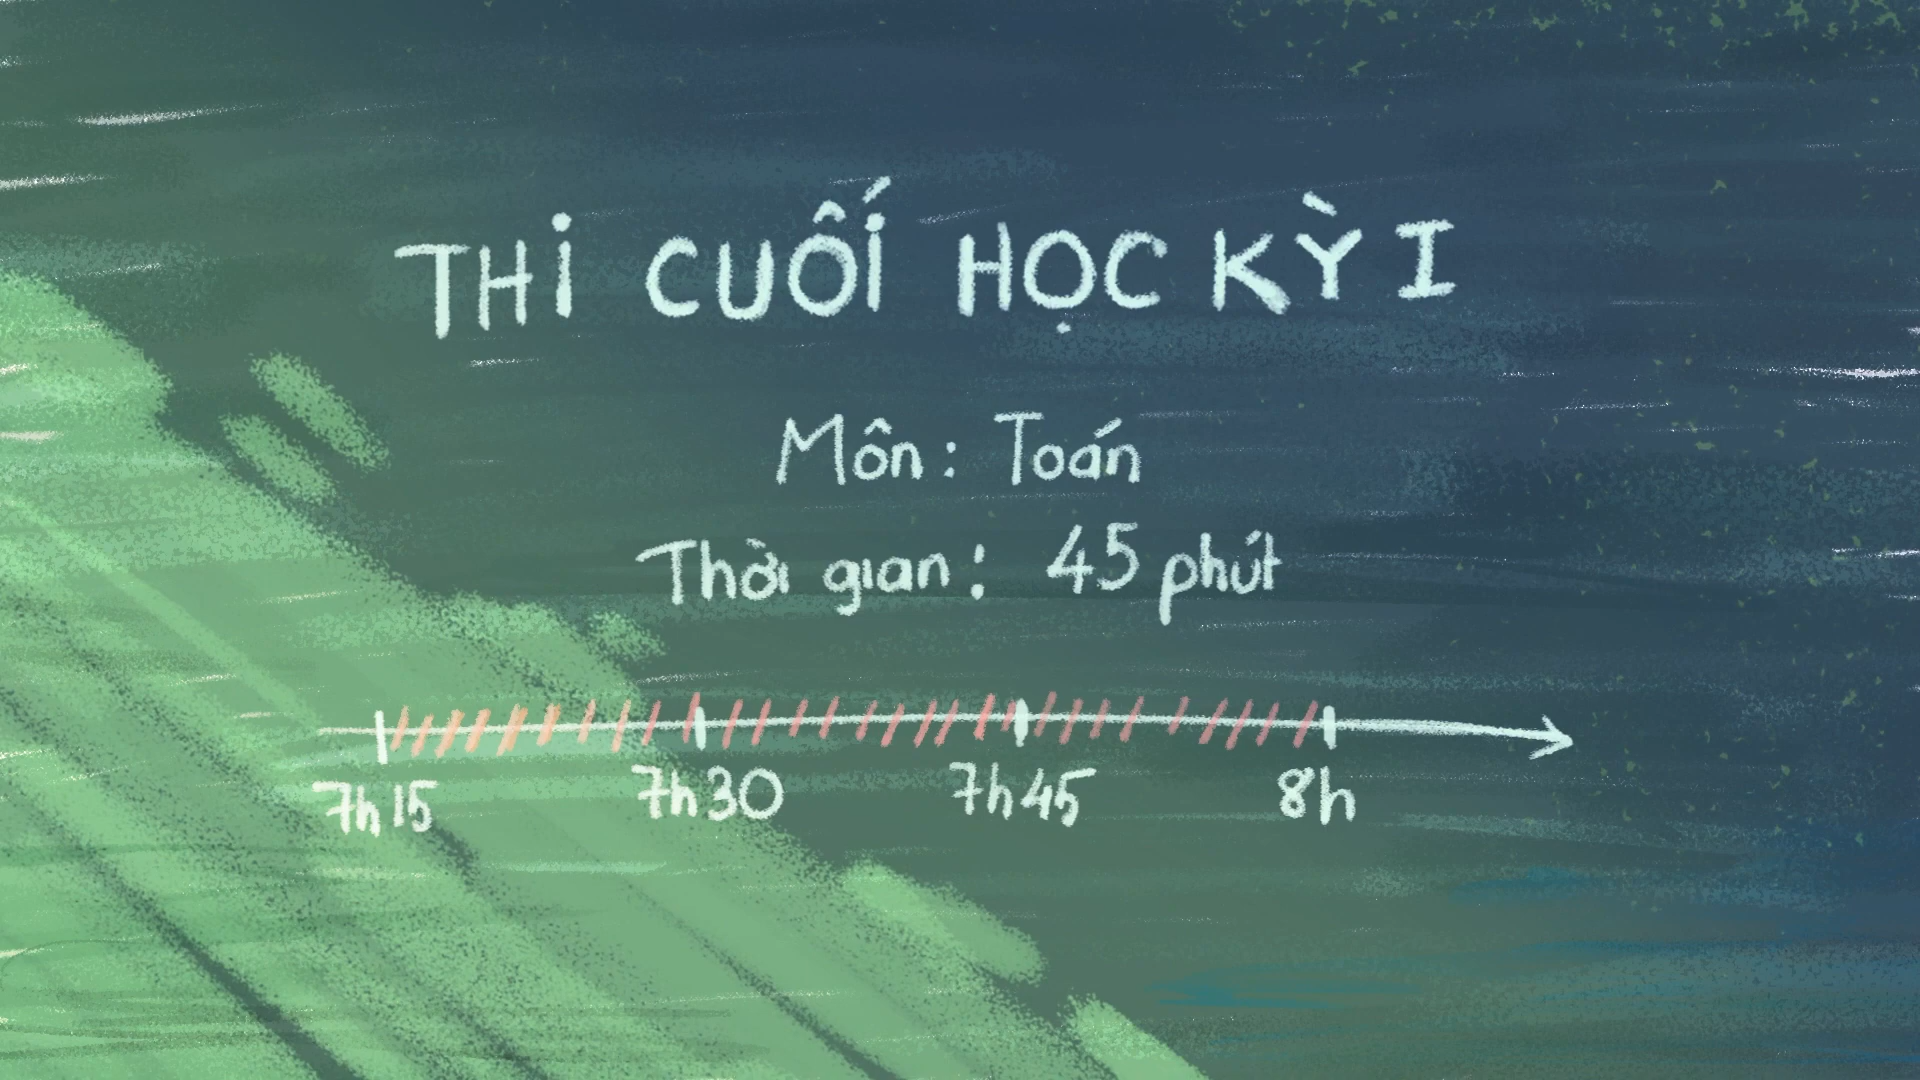 THi CUỐI HỌC KỲ I
Môn : Toán
Thời gian : 45 phút
7h15 7h30 7h45 8h